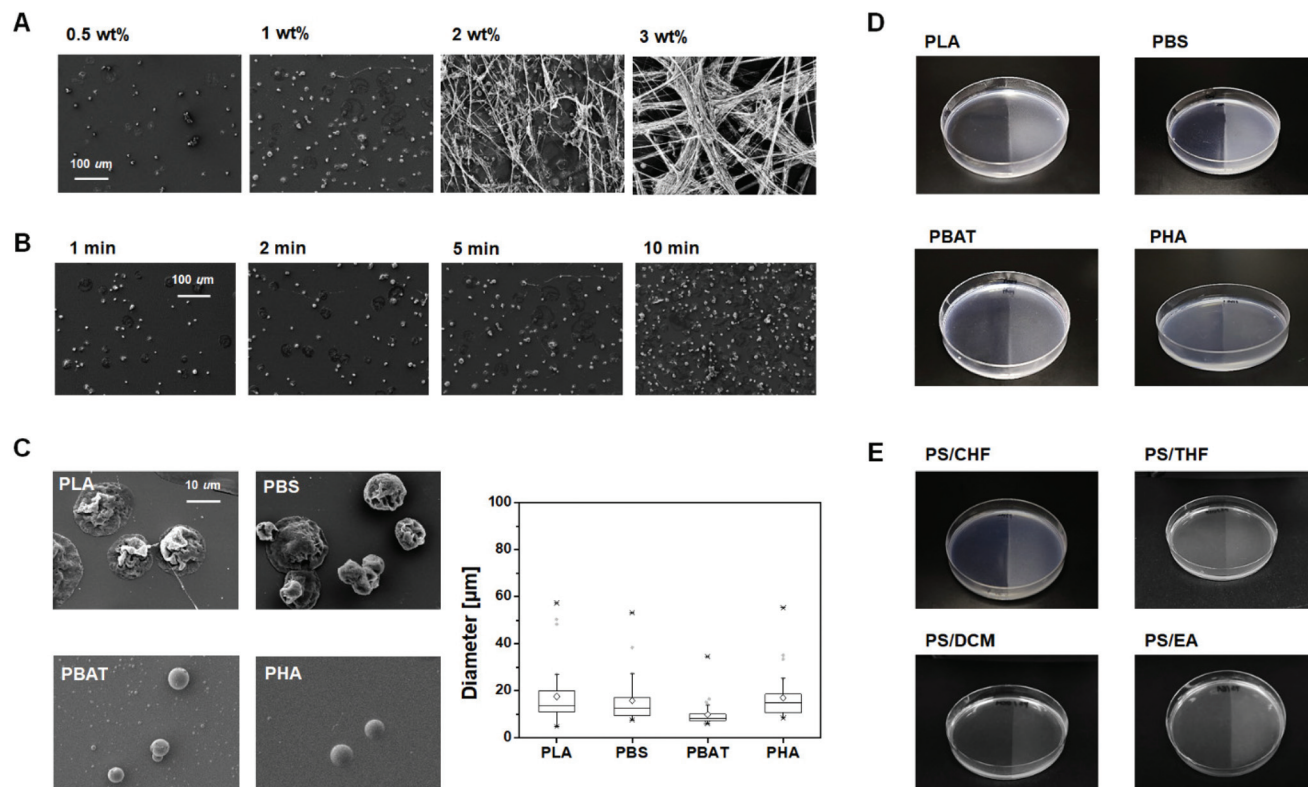 A
0.5 wt%
1 wt%
2 wt%
3 wt%
100 um
B
1 min
2 min
5 min
10 min
100 um
C
PLA
10 um
PBS
PBAT
PHA
Diameter [µm]
100
80
60
40
20
0
PLA
PBS
PBAT
PHA
D
PLA
PBS
PBAT
PHA
E
PS/CHF
PS/THF
PS/DCM
PS/EA